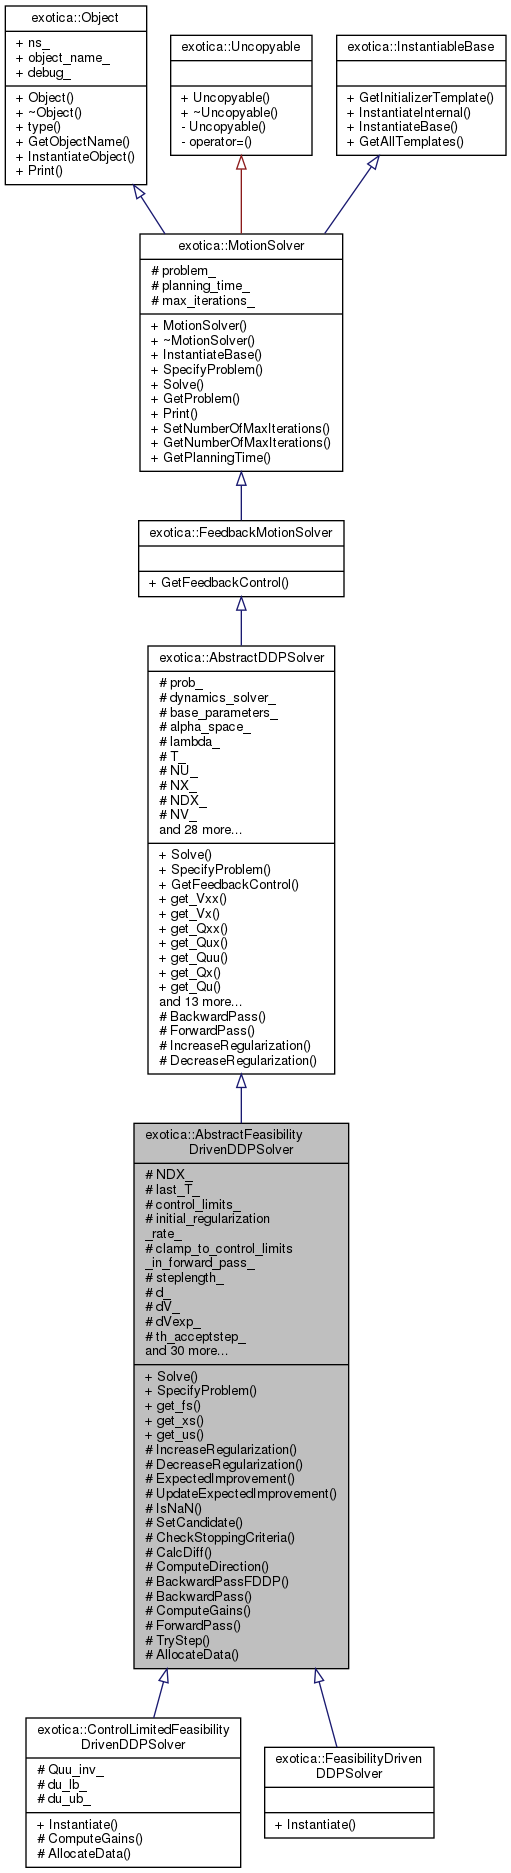 exotica::Object
+ ns_
+ object_name_
+ debug_
+ Object()
+ ~Object()
+ type()
+ GetObjectName()
+ InstantiateObject()
+ Print()
exotica::Uncopyable
+ Uncopyable()
+ ~Uncopyable()
- Uncopyable()
- operator=()
exotica::InstantiableBase
+ GetInitializerTemplate()
+ InstantiateInternal()
+ InstantiateBase()
+ GetAllTemplates()
exotica::MotionSolver
# problem_
# planning_time_
# max_iterations_
+ MotionSolver()
+ ~MotionSolver()
+ InstantiateBase()
+ SpecifyProblem()
+ Solve()
+ GetProblem()
+ Print()
+ SetNumberOfMaxIterations()
+ GetNumberOfMaxIterations()
+ GetPlanningTime()
exotica::FeedbackMotionSolver
+ GetFeedbackControl()
exotica::AbstractDDPSolver
# prob_
# dynamics_solver_
# base_parameters_
# alpha_space_
# lambda_
# T_
# NU_
# NX_
# NDX_
# NV_
and 28 more...
+ Solve()
+ SpecifyProblem()
+ GetFeedbackControl()
+ get_Vxx()
+ get_Vx()
+ get_Qxx()
+ get_Qux()
+ get_Quu()
+ get_Qx()
+ get_Qu()
and 13 more...
# BackwardPass()
# ForwardPass()
# IncreaseRegularization()
# DecreaseRegularization()
exotica::AbstractFeasibility
DrivenDDPSolver
# NDX_
# last_T_
# control_limits_
# initial_regularization
_rate_
# clamp_to_control_limits
_in_forward_pass_
# steplength_
# d_
# dV_
# dVexp_
# th_acceptstep_
and 30 more...
+ Solve()
+ SpecifyProblem()
+ get_fs()
+ get_xs()
+ get_us()
# IncreaseRegularization()
# DecreaseRegularization()
# ExpectedImprovement()
# UpdateExpectedImprovement()
# IsNaN()
# SetCandidate()
# CheckStoppingCriteria()
# CalcDiff()
# ComputeDirection()
# BackwardPassFDDP()
# BackwardPass()
# ComputeGains()
# ForwardPass()
# TryStep()
# AllocateData()
exotica::ControlLimitedFeasibility
DrivenDDPSolver
# Quu_inv_
# du_lb_
# du_ub_
+ Instantiate()
# ComputeGains()
# AllocateData()
exotica::FeasibilityDriven
DDPSolver
+ Instantiate()